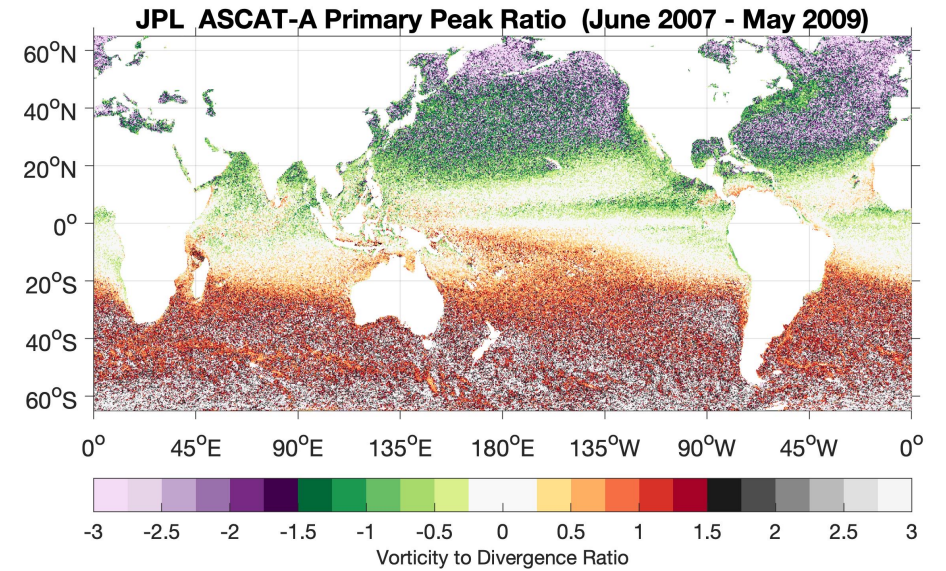 JPL ASCAT-A Primary Peak Ratio (June 2007 - May 2009)
60°N
40°N
20°N
0°
20°S
40°S
60°S
0° 45°E 90°E 135°E 180°E 135°W 90°W 45°W 0°
-3 -2.5 -2 -1.5 -1 -0.5 0 0.5 1 1.5 2 2.5 3
Vorticity to Divergence Ratio